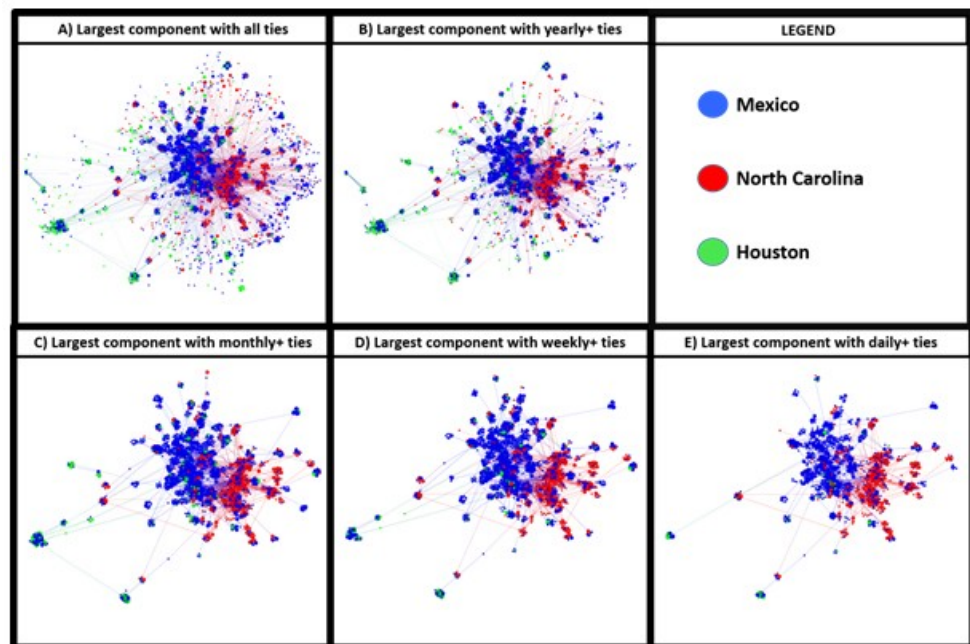 A) Largest component with all ties
B) Largest component with yearly+ ties
LEGEND
Mexico
North Carolina
Houston
C) Largest component with monthly+ ties
D) Largest component with weekly+ ties
E) Largest component with daily+ ties